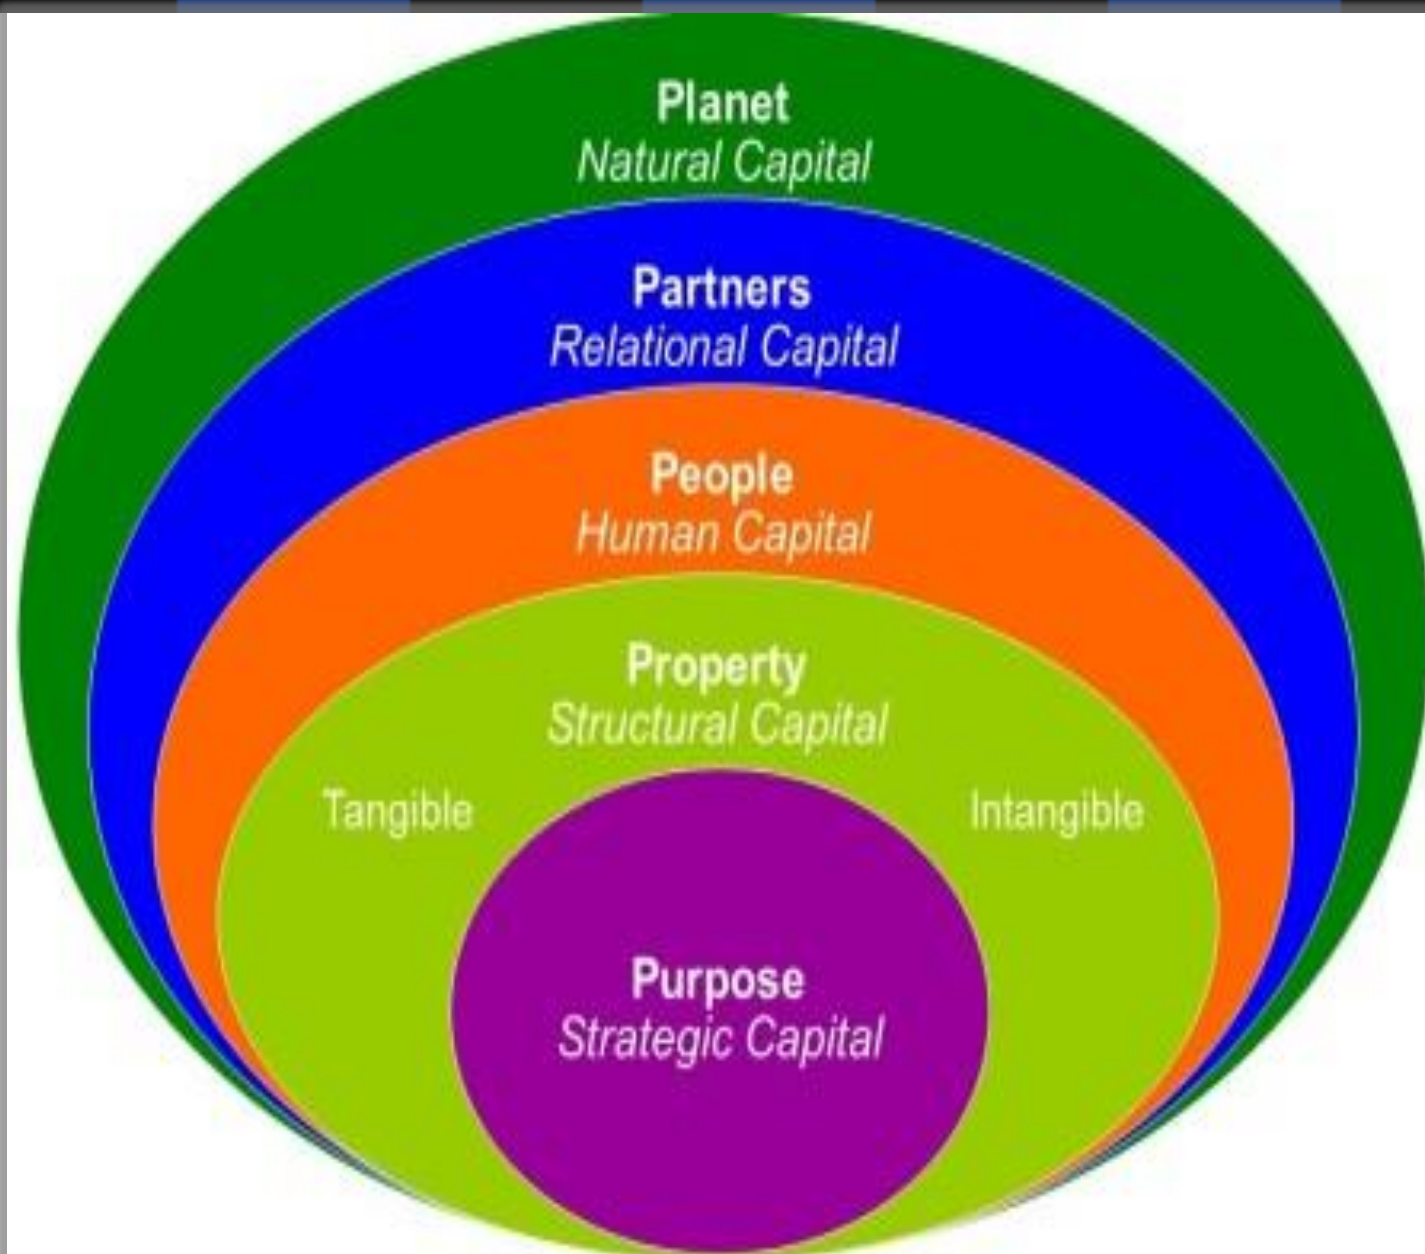 Planet
Natural Capital
Partners
Relational Capital
People
Human Capital
Property
Structural Capital
Tangible
Intangible
Purpose
Strategic Capital